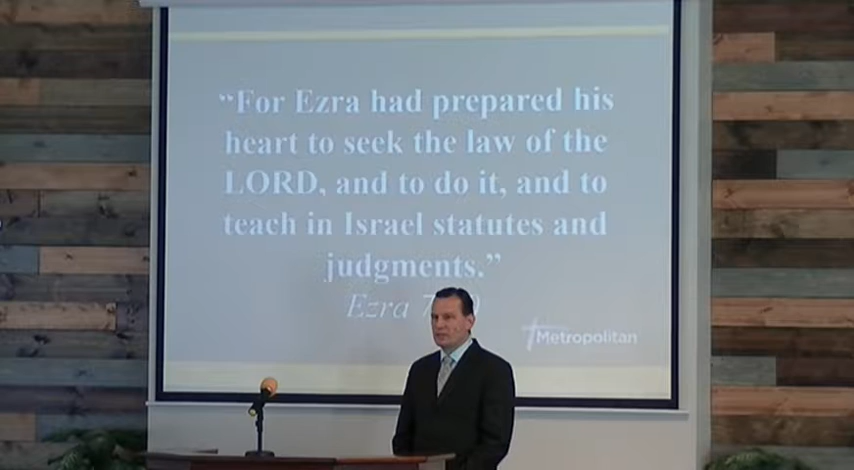 “For Ezra had prepared his
heart to seek the law of the
LORD, and to do it, and to
teach in Israel statutes and
judgments.”
Ezra
Metropolitan